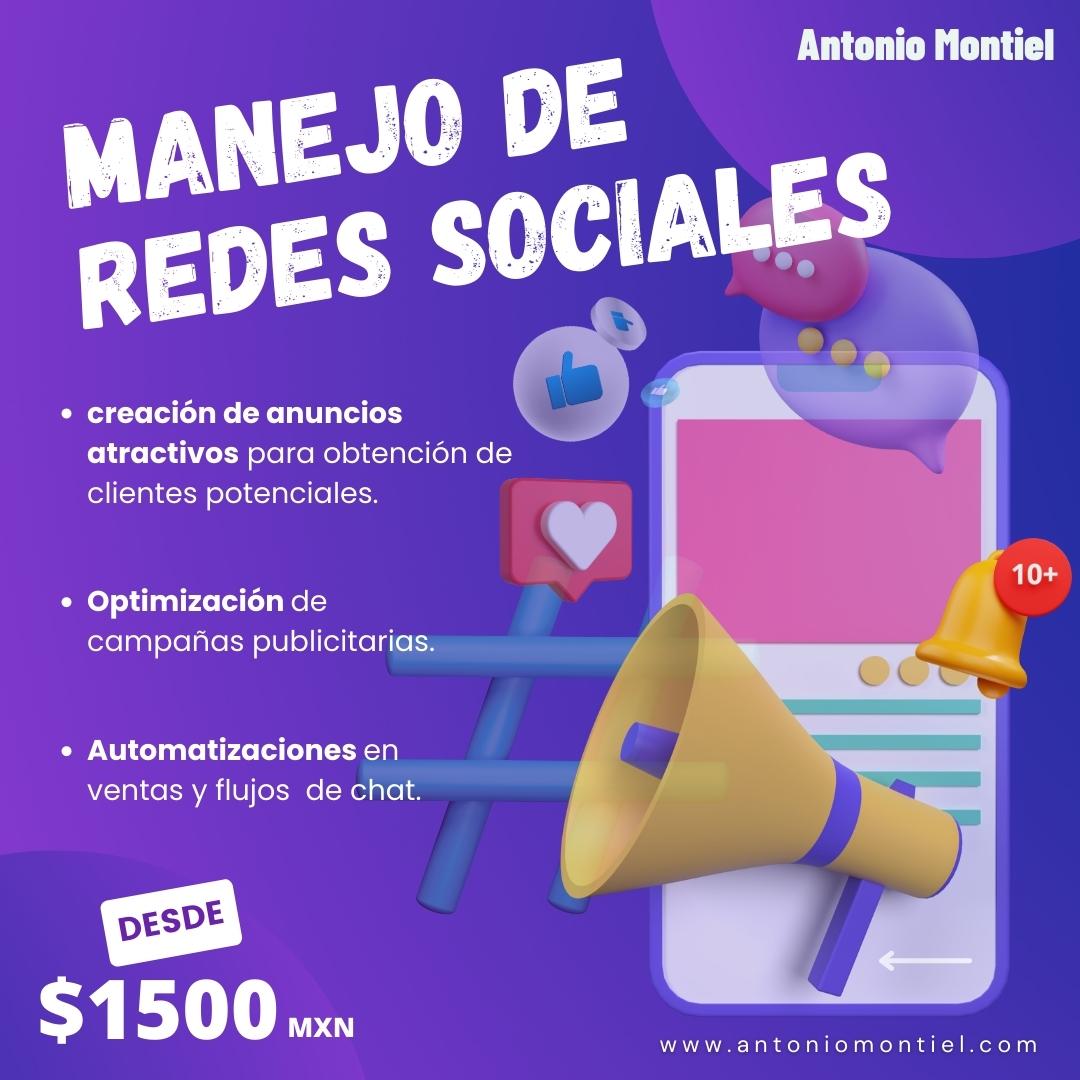 Antonio Montiel
MANEJO DE
REDES SOCIALES
• creación de anuncios
atractivos para obtención de
clientes potenciales.
• Optimización de
campañas publicitarias.
• Automatizaciones en
ventas y flujos  de chat.
10+
DESDE
$1500 MXN
www.antoniomontiel.com